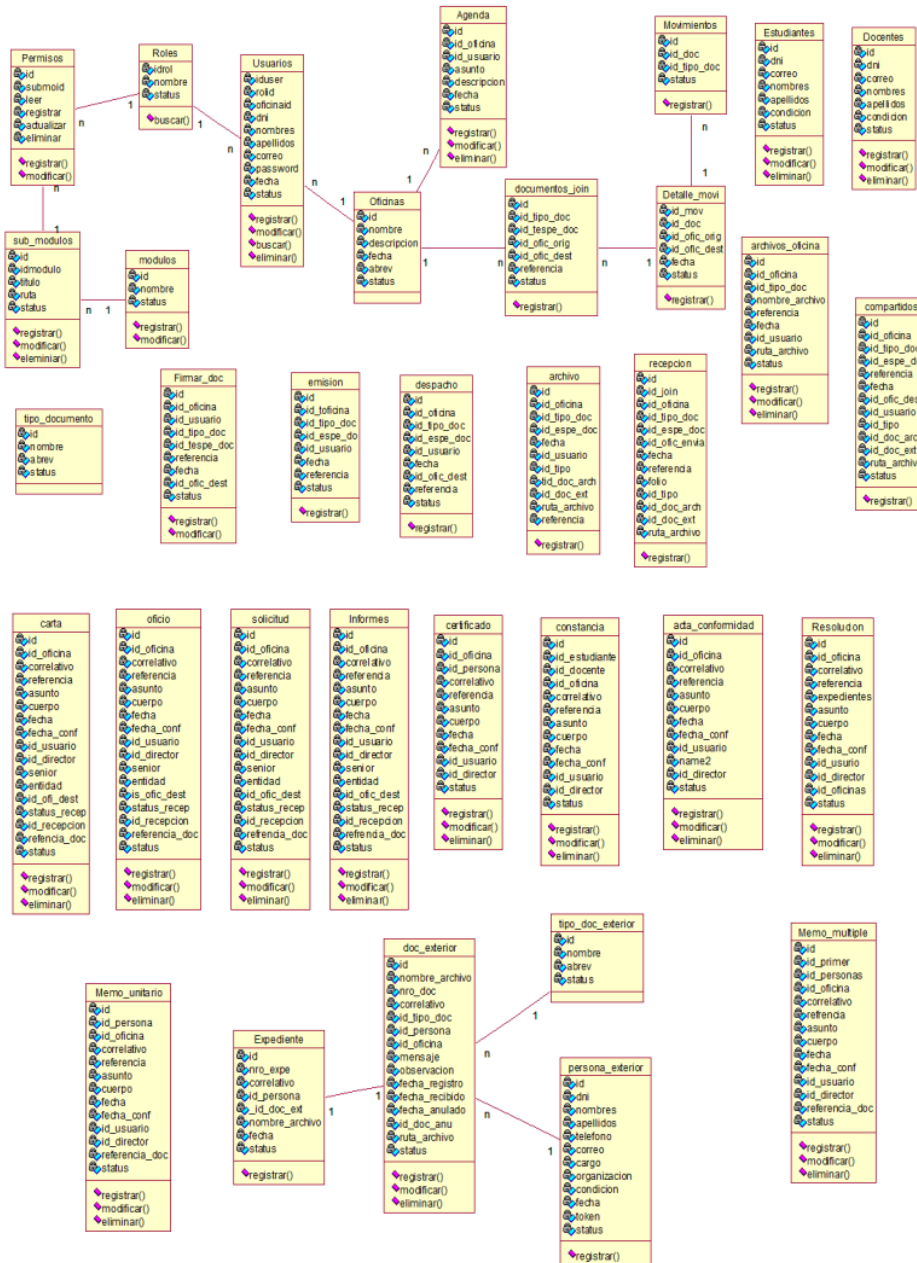 Permisos
id
submoid
leer
registrar
actualizar
eliminar
registrar()
modificar()
n
1
Roles
idrol
nombre
status
buscar()
1
n
Usuarios
iduser
rolid
oficinaid
dni
nombres
apellidos
correo
password
fecha
status
registrar()
modificar()
buscar()
eliminar()
n
1
Agenda
id
id_oficina
id_usuario
asunto
descripcion
fecha
status
registrar()
modificar()
eliminar()
n
1
Movimientos
id
id_doc
id_tipo_doc
status
registrar()
n
1
Estudiantes
id
dni
correo
nombres
apellidos
condicion
status
registrar()
modificar()
eliminar()
Docentes
id
dni
correo
nombres
apellidos
condicion
status
registrar()
modificar()
eliminar()
n
1
sub_modulos
id
idmodulo
titulo
ruta
status
registrar()
modificar()
eleminiar()
n
1
modulos
id
nombre
status
registrar()
modificar()
Oficinas
id
nombre
descripcion
fecha
abrev
status
1
n
documentos_join
id
id_tipo_doc
id_tespe_doc
id_ofic_orig
id_ofic_dest
referencia
status
registrar()
n
1
Detalle_movi
id_mov
id_doc
id_ofic_orig
id_ofic_dest
fecha
status
registrar()
archivos_oficina
id
id_oficina
id_tipo_doc
nombre_archivo
referencia
fecha
id_usuario
ruta_archivo
status
registrar()
modificar()
eliminar()
compartidos
id
id_oficina
id_tipo_doc
id_espe_do
referencia
fecha
id_ofic_des
id_usuario
id_tipo
id_doc_arc
id_doc_ext
ruta_archiv
status
registrar()
tipo_documento
id
nombre
abrev
status
Firmar_doc
id
id_oficina
id_usuario
id_tipo_doc
id_tespe_doc
referencia
fecha
id_ofic_dest
status
registrar()
modificar()
emision
id
id_toficina
id_tipo_doc
id_espe_do
id_usuario
fecha
referencia
status
registrar()
despacho
id
id_oficina
id_tipo_doc
id_espe_doc
id_usuario
fecha
id_ofic_dest
referencia
status
registrar()
archivo
id
id_oficina
id_tipo_doc
id_espe_doc
fecha
id_usuario
id_tipo
tid_doc_arch
id_doc_ext
ruta_archivo
referencia
registrar()
recepcion
id
id_join
id_oficina
id_tipo_doc
id_espe_doc
id_ofic_envia
fecha
referencia
folio
id_tipo
id_doc_arch
id_doc_ext
ruta_archivo
registrar()
carta
id
id_oficina
correlativo
referencia
asunto
cuerpo
fecha
fecha_conf
id_usuario
id_director
senior
entidad
id_ofi_dest
status_recep
id_recepcion
refencia_doc
status
registrar()
modificar()
eliminar()
oficio
id
id_oficina
correlativo
referencia
asunto
cuerpo
fecha
fecha_conf
id_usuario
id_director
senior
entidad
is_ofic_dest
status_recep
id_recepcion
referencia_doc
status
registrar()
modificar()
eliminar()
solicitud
id
id_oficina
correlativo
referencia
asunto
cuerpo
fecha
fecha_conf
id_usuario
id_director
senior
entidad
id_ofic_dest
status_recep
id_recepcion
refrencia_doc
status
registrar()
modificar()
eliminar()
Informes
id
id_oficina
correlativo
referencia
asunto
cuerpo
fecha
fecha_conf
id_usuario
id_director
senior
entidad
id_ofic_dest
status_recep
id_recepcion
refrencia_doc
status
registrar()
modificar()
eliminar()
certificado
id
id_oficina
id_persona
correlativo
referencia
asunto
cuerpo
fecha
fecha_conf
id_usuario
id_director
status
registrar()
modificar()
eliminar()
constancia
id
id_estudiante
id_docente
id_oficina
correlativo
referencia
asunto
cuerpo
fecha
fecha_conf
id_usuario
id_director
status
registrar()
modificar()
eliminar()
acta_conformidad
id
id_oficina
correlativo
referencia
asunto
cuerpo
fecha
fecha_conf
id_usuario
name2
id_director
status
registrar()
modificar()
eliminar()
Resolucion
id
id_oficina
correlativo
referencia
expedientes
asunto
cuerpo
fecha
fecha_conf
id_usurio
id_director
id_oficinas
status
registrar()
modificar()
eliminar()
Memo_unitario
id
id_persona
id_oficina
correlativo
referencia
asunto
cuerpo
fecha
fecha_conf
id_usuario
id_director
referencia_doc
status
registrar()
modificar()
eliminar()
Expediente
id
nro_expe
correlativo
id_persona
_id_doc_ext
nombre_archivo
fecha
status
registrar()
1
1
doc_exterior
id
nombre_archivo
nro_doc
correlativo
id_tipo_doc
id_persona
id_oficina
mensaje
observacion
fecha_registro
fecha_recibido
fecha_anulado
id_doc_anu
ruta_archivo
status
registrar()
modificar()
eliminar()
n
1
n
1
tipo_doc_exterior
id
nombre
abrev
status
persona_exterior
id
dni
nombres
apellidos
telefono
correo
cargo
organizacion
condicion
fecha
token
status
registrar()
Memo_multiple
id
id_primer
id_personas
id_oficina
correlativo
refrencia
asunto
cuerpo
fecha
fecha_conf
id_usuario
id_director
referencia_doc
status
registrar()
modificar()
eliminar()